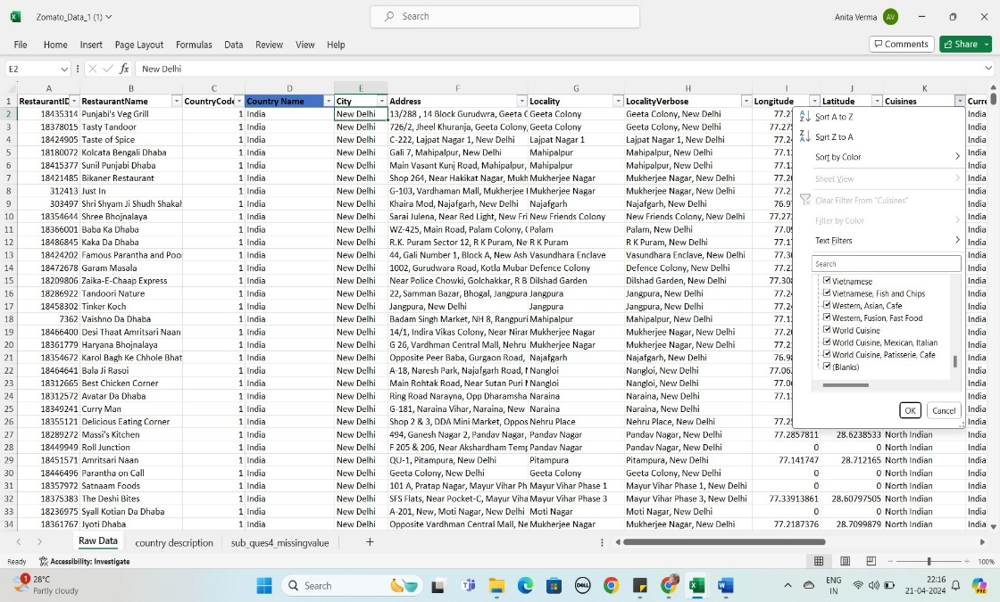 Zomato_Data_1 (1)
Search
Anita Verma AV
File Home Insert Page Layout Formulas Data Review View Help
Comments Share
E2 fx New Delhi
A B C D E F G H I J K
1 RestaurantID RestaurantName CountryCode Country Name City Address Locality LocalityVerbose Longitude Latitude Cuisines Curre
2 18435314 Punjabi's Veg Grill 1 India New Delhi 13/288 , 14 Block Gurudwra, Geeta C Geeta Colony Geeta Colony, New Delhi 77.27
3 18378015 Tasty Tandoor 1 India New Delhi 726/2, Jheel Khuranja, Geeta Colony, Geeta Colony Geeta Colony, New Delhi 77.275 India
4 18424905 Taste of Spice 1 India New Delhi C-222, Lajpat Nagar 1, New Delhi Lajpat Nagar 1 Lajpat Nagar 1, New Delhi 77.24 India
5 18180072 Kolcata Bengali Dhaba 1 India New Delhi Gali 7, Mahipalpur, New Delhi Mahipalpur Mahipalpur, New Delhi 77.1 India
6 18415377 Sunil Punjabi Dhaba 1 India New Delhi Main Vasant Kunj Road, Mahipalpur, Mahipalpur Mahipalpur, New Delhi 77.1 India
7 18421485 Bikaner Restaurant 1 India New Delhi Shop 264, Near Hakikat Nagar, Mukh Mukherjee Nagar Mukherjee Nagar, New Delhi 77.20 India
8 312413 Just In 1 India New Delhi G-103, Vardhaman Mall, Mukherjee I Mukherjee Nagar Mukherjee Nagar, New Delhi 77.2 India
9 303497 Shri Shyam Ji Shudh Shakah 1 India New Delhi Khaira Mod, Najafgarh, New Delhi Najafgarh Najafgarh, New Delhi 76.9 India
10 18354644 Shree Bhojnalaya 1 India New Delhi Sarai Julena, Near Red Light, New Fri New Friends Colony New Friends Colony, New Delhi 77.27 India
11 18366001 Baba Ka Dhaba 1 India New Delhi WZ-425, Main Road, Palam Colony, Palam Palam, New Delhi 77.0 India
12 18486845 Kaka Da Dhaba 1 India New Delhi R.K. Puram Sector 12, R K Puram, Ne R K Puram R K Puram, New Delhi 77.1 India
13 18424202 Famous Parantha and Poo 1 India New Delhi 44, Gali Number 1, Block A, New Ash Vasundhara Enclave Vasundhara Enclave, New Delhi 77.3 India
14 18472678 Garam Masala 1 India New Delhi 1002, Gurudwara Road, Kotla Mubar Defence Colony Defence Colony, New Delhi 77.2 India
15 18209806 Zaika-E-Chaap Express 1 India New Delhi Near Police Chowki, Golchakkar, R B Dilshad Garden Dilshad Garden, New Delhi 77.30 India
16 18286922 Tandoori Nature 1 India New Delhi 22, Samman Bazar, Bhogal, Jangpura Jangpura Jangpura, New Delhi 77.24 India
17 18458302 Tinker Koch 1 India New Delhi Jangpura, New Delhi Jangpura Jangpura, New Delhi 77.24 India
18 7362 Vaishno Da Dhaba 1 India New Delhi Badam Singh Market, NH 8, Rangpuri Mahipalpur Mahipalpur, New Delhi 77.1 India
19 18466400 Desi Thaat Amritsari Naan 1 India New Delhi 14/1, Indira Vikas Colony, Near Nirar Mukherjee Nagar Mukherjee Nagar, New Delhi 77.20 India
20 18361779 Haryana Bhojnalaya 1 India New Delhi G 26, Vardhman Central Mall, Nehru Mukherjee Nagar Mukherjee Nagar, New Delhi 77.2 India
21 18354672 Karol Bagh Ke Chhole Bhat 1 India New Delhi Opposite Peer Baba, Gurgaon Road, Najafgarh Najafgarh, New Delhi 76.9 India
22 18464641 Bala Ji Rasoi 1 India New Delhi A-18, Naresh Park, Najafgarh Road, Nangloi Nangloi, New Delhi 77.06 India
23 18312665 Best Chicken Corner 1 India New Delhi Main Rohtak Road, Near Sutan Puri Nangloi Nangloi, New Delhi 77.0 India
24 18312572 Avatar Da Dhaba 1 India New Delhi Ring Road Narayna, Opp Dharamsha Naraina Naraina, New Delhi 77.1 India
25 18349241 Curry Man 1 India New Delhi G-181, Naraina Vihar, Naraina, New Naraina Naraina, New Delhi India
26 18355121 Delicious Eating Corner 1 India New Delhi Shop 2 & 3, DDA Mini Market, Oppos Nehru Place Nehru Place, New Delhi 77.2 India
27 18289272 Massi's Kitchen 1 India New Delhi 494, Ganesh Nagar 2, Pandav Nagar, Pandav Nagar Pandav Nagar, New Delhi 77.2857811 28.6238533 North Indian India
28 18449949 Roll Junction 1 India New Delhi F 205 & 206, Near Akshardham Temp Pandav Nagar Pandav Nagar, New Delhi 0 0 North Indian India
29 18451571 Amritsari Naan 1 India New Delhi QU-1, Pitampura, New Delhi Pitampura Pitampura, New Delhi 77.141747 28.712165 North Indian India
30 18446496 Parantha on Call 1 India New Delhi Geeta Colony, New Delhi Geeta Colony Geeta Colony, New Delhi 0 0 North Indian India
31 18357972 Satnaam Foods 1 India New Delhi 101 A, Pratap Nagar, Mayur Vihar Ph Mayur Vihar Phase 1 Mayur Vihar Phase 1, New Delhi 0 0 North Indian India
32 18375383 The Deshi Bites 1 India New Delhi SFS Flats, Near Pocket-C, Mayur Viha Mayur Vihar Phase 3 Mayur Vihar Phase 3, New Delhi 77.33913861 28.60797505 North Indian India
33 18236975 Syall Kotian Da Dhaba 1 India New Delhi A-201, New, Moti Nagar, New Delhi Moti Nagar Moti Nagar, New Delhi 0 0 North Indian India
34 18361767 Jyoti Dhaba 1 India New Delhi Opposite Vardhman Central Mall, Ne Mukherjee Nagar Mukherjee Nagar, New Delhi 77.2187376 28.7099879 North Indian India
Sort A to Z
Sort Z to A
Sort by Color
Sheet View
Clear Filter From "Cuisines"
Filter by Color
Text Filters
Search
Vietnamese
Vietnamese, Fish and Chips
Western, Asian, Cafe
Western, Fusion, Fast Food
World Cuisine
World Cuisine, Mexican, Italian
World Cuisine, Patisserie, Cafe
(Blanks)
OK Cancel
Raw Data country description sub_ques4_missingvalue
Ready Accessibility: Investigate 100%
1 28°C
Partly cloudy
Search
DELL
ENG
IN
22:16
21-04-2024
PRE